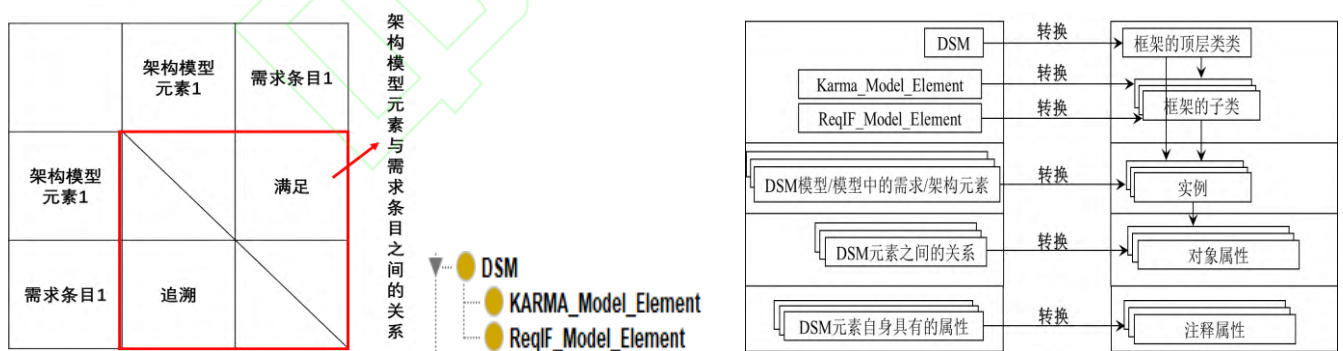 架构模型
元素1
需求条目1
架构模型
元素1
满足
需求条目1
追溯
架构模型元素与需求条目之间的关系
DSM
KARMA_Model_Element
ReqIF_Model_Element
DSM
转换
框架的顶层类类
Karma_Model_Element
转换
ReqIF_Model_Element
转换
框架的子类
DSM模型/模型中的需求/架构元素
转换
实例
DSM元素之间的关系
转换
对象属性
DSM元素自身具有的属性
转换
注释属性